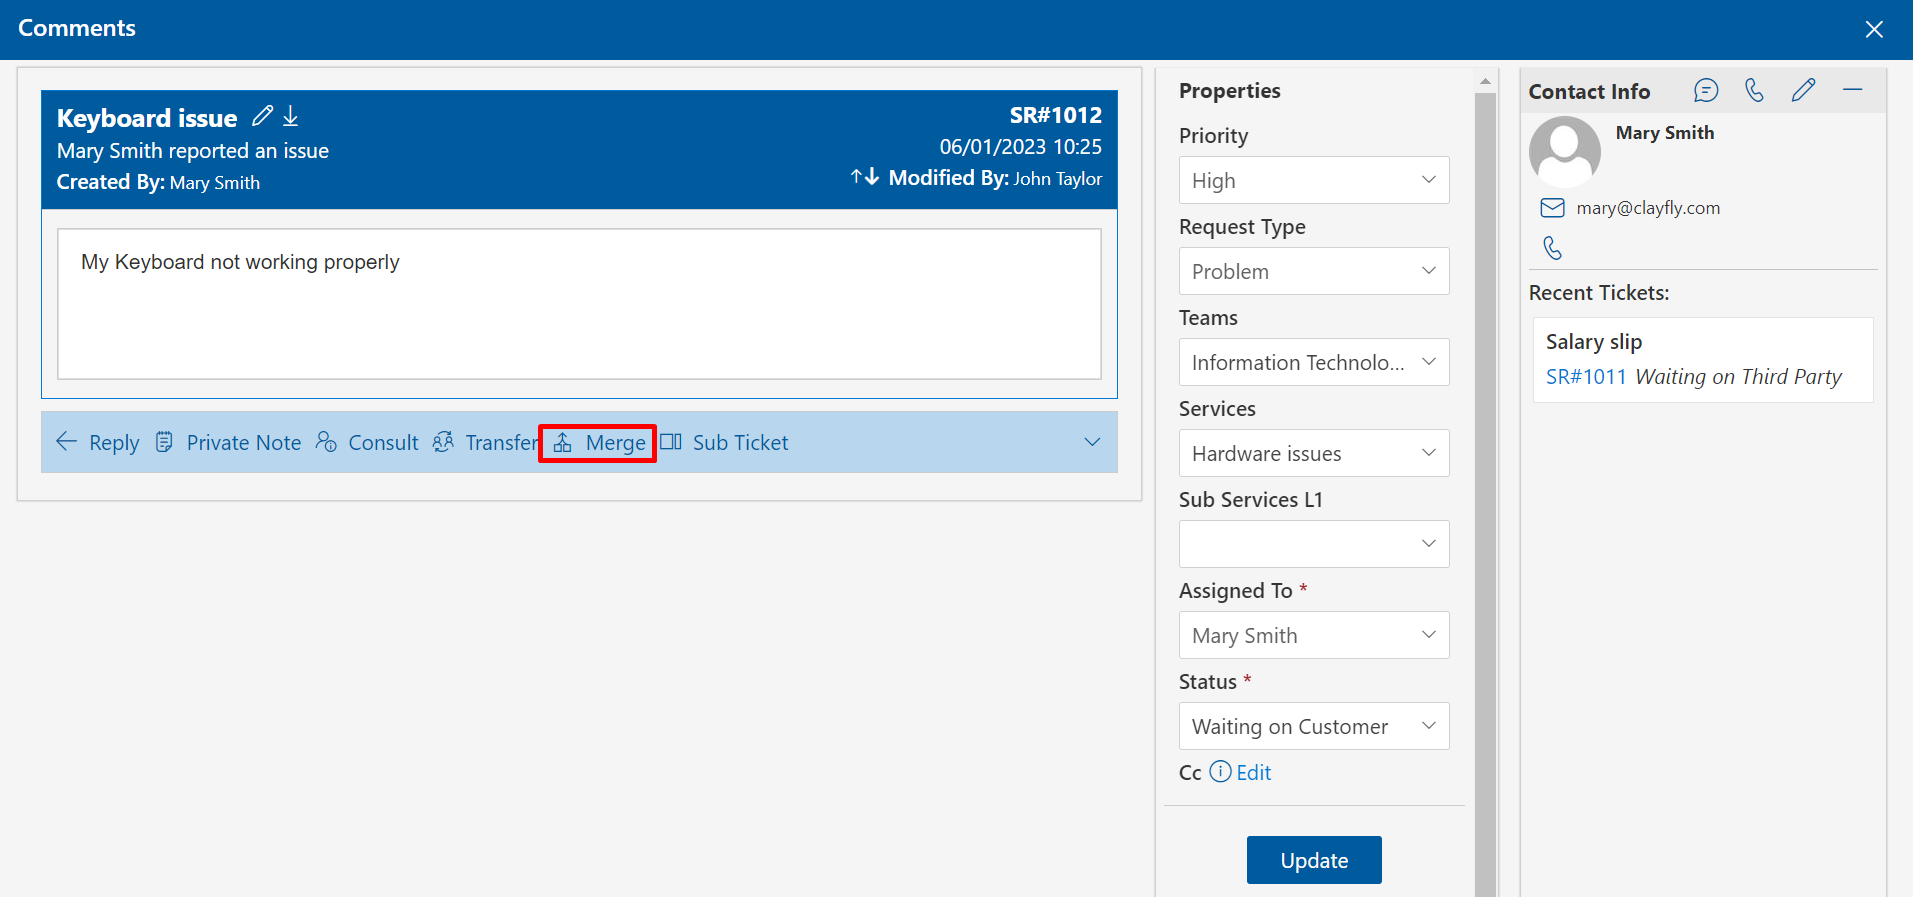 Comments
Keyboard issue
Mary Smith reported an issue
Created By: Mary Smith
SR#1012
06/01/2023 10:25
Modified By: John Taylor
My Keyboard not working properly
Reply Private Note Consult Transfer Merge Sub Ticket
Properties
Priority
High
Request Type
Problem
Teams
Information Technolo...
Services
Hardware issues
Sub Services L1
Assigned To *
Mary Smith
Status *
Waiting on Customer
Cc Edit
Update
Contact Info
Mary Smith
mary@clayfly.com
Recent Tickets:
Salary slip
SR#1011 Waiting on Third Party